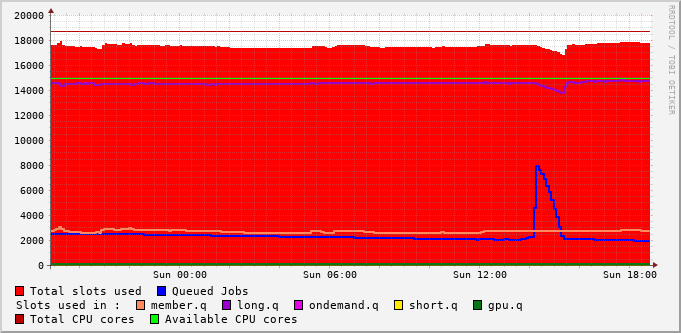 20000
18000
16000
14000
12000
10000
8000
6000
4000
2000
0
Sun 00:00 Sun 06:00 Sun 12:00 Sun 18:00
RRDTOOL / TOBI OETIKER
Total slots used Queued Jobs
Slots used in : member.q long.q ondemand.q short.q gpu.q
Total CPU cores Available CPU cores